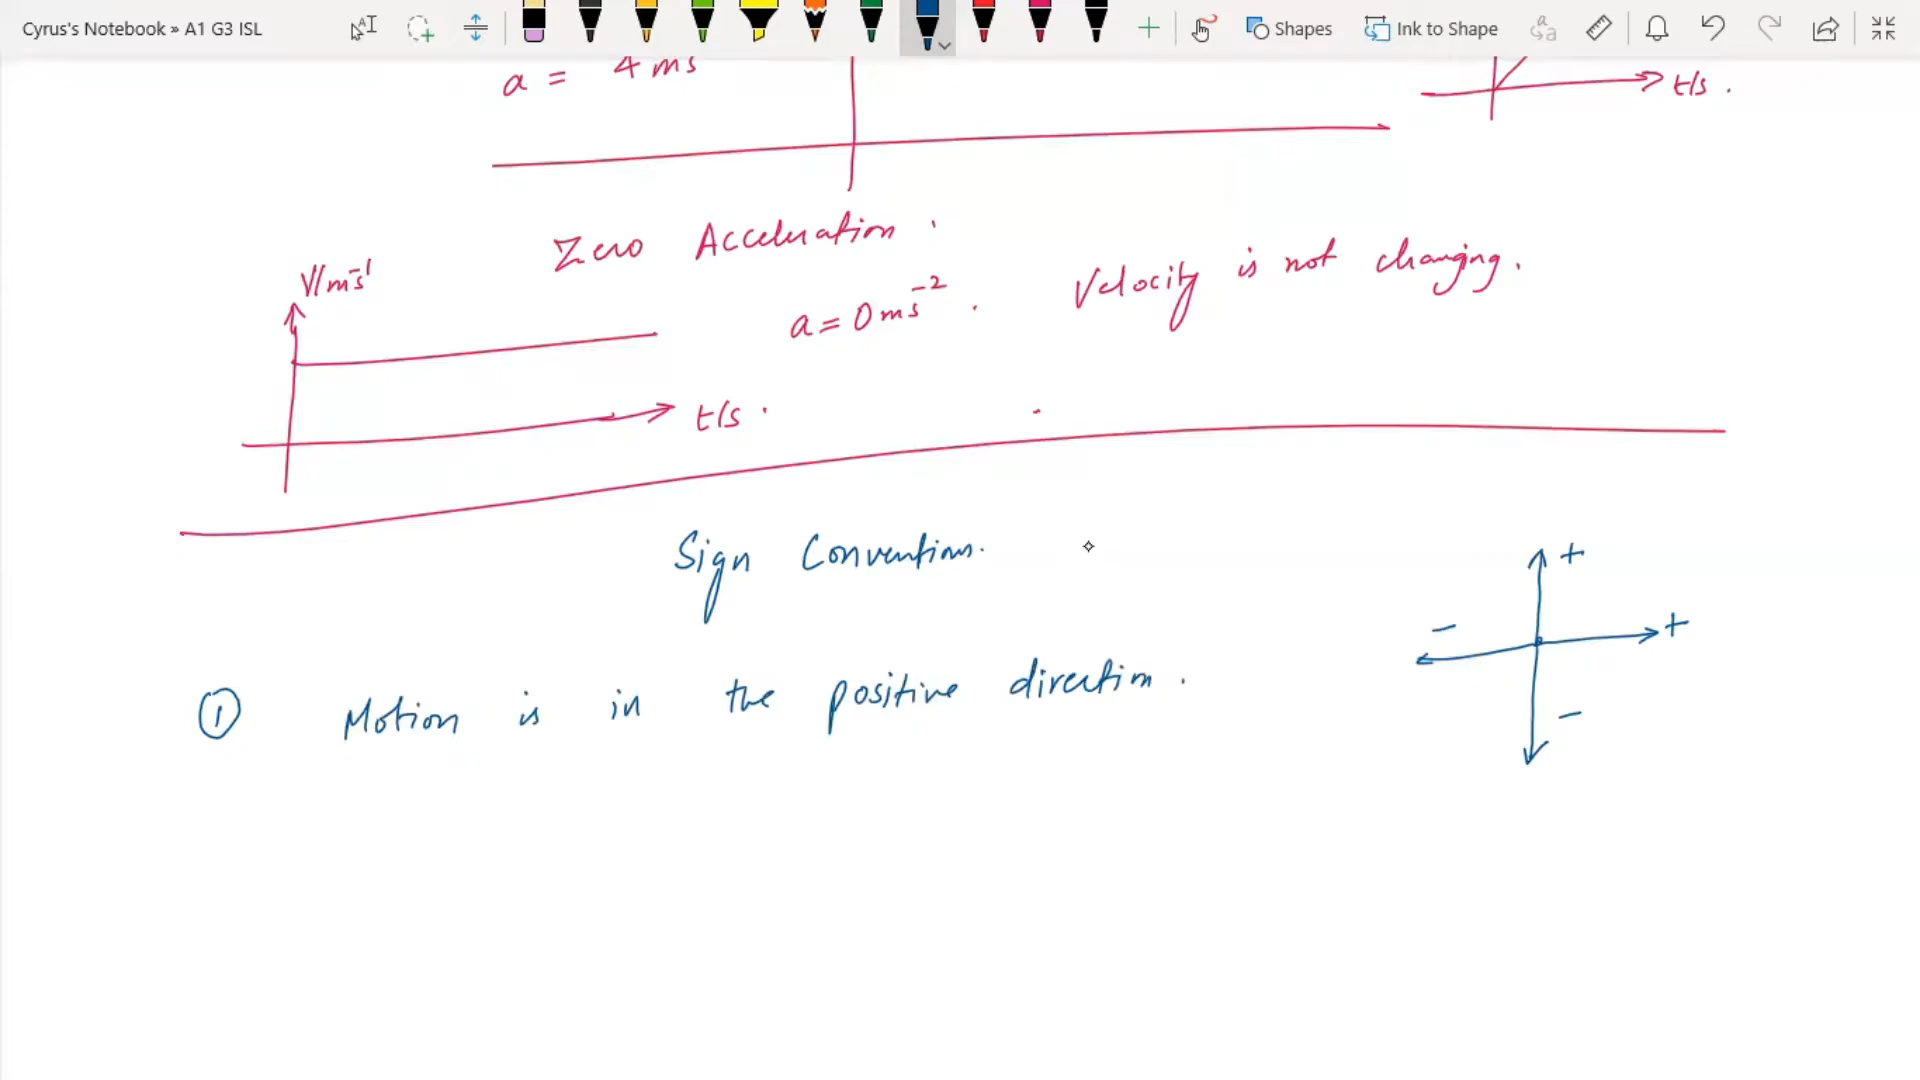 Cyrus's Notebook » A1 G3 ISL
Shapes
Ink to Shape
a = 4 ms
t/s.
Zero Acceleration.
V/ms⁻¹
a = 0 ms⁻².
Velocity is not changing.
t/s.
Sign Convention.
+
- +
① Motion is in the positive direction.
-